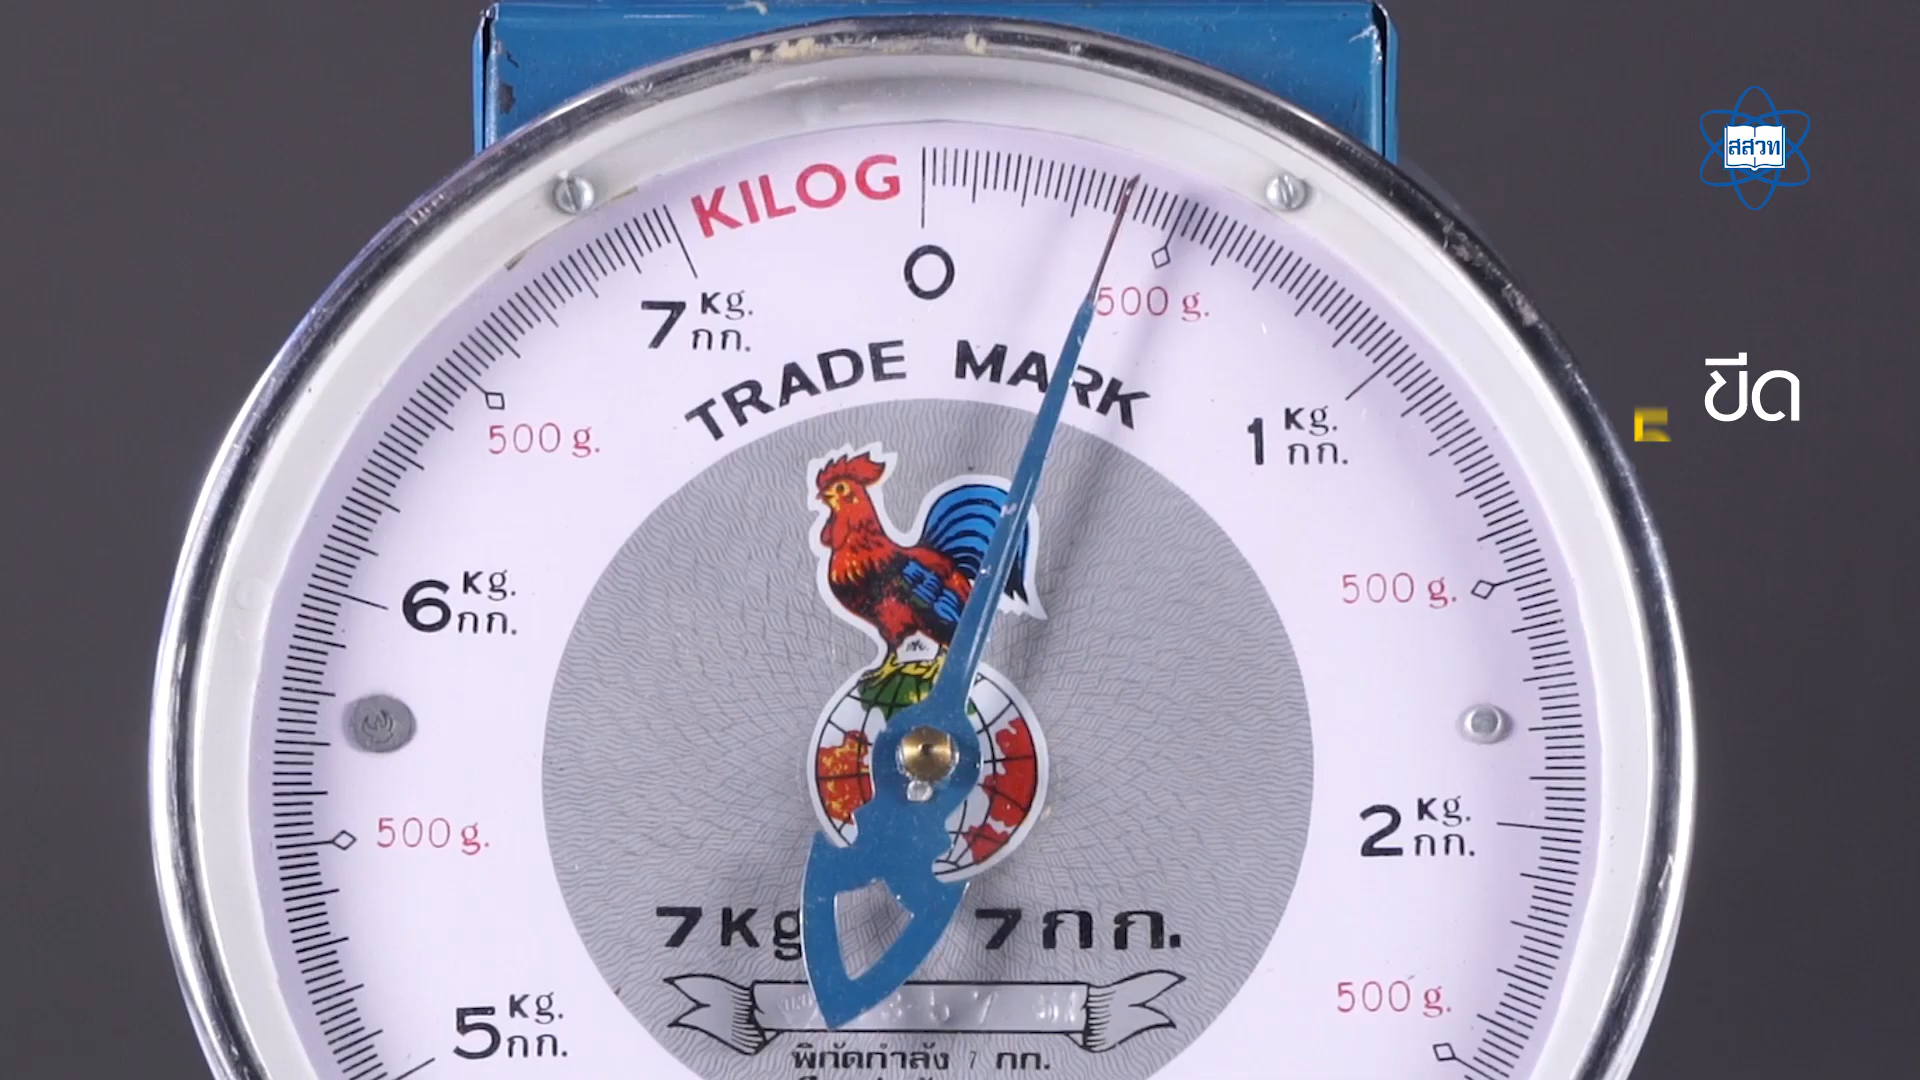 สสวท
KILOG
0
500 g.
7 Kg.
กก.
TRADE MARK
1 Kg.
กก.
500 g.
ขีด
500 g.
6 Kg.
กก.
500 g.
2 Kg.
กก.
7 Kg 7 กก.
500 g.
5 Kg.
กก.
พิกัดกำลัง 7 กก.